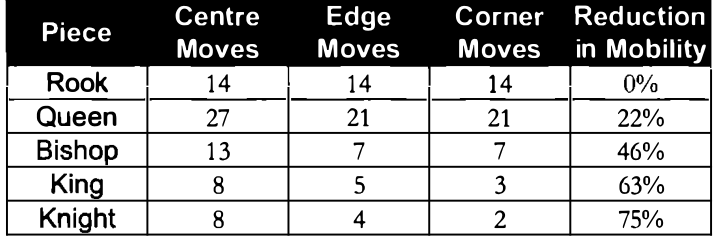 Piece Centre Moves Edge Moves Corner Moves Reduction in Mobility
Rook 14 14 14 0%
Queen 27 21 21 22%
Bishop 13 7 7 46%
King 8 5 3 63%
Knight 8 4 2 75%